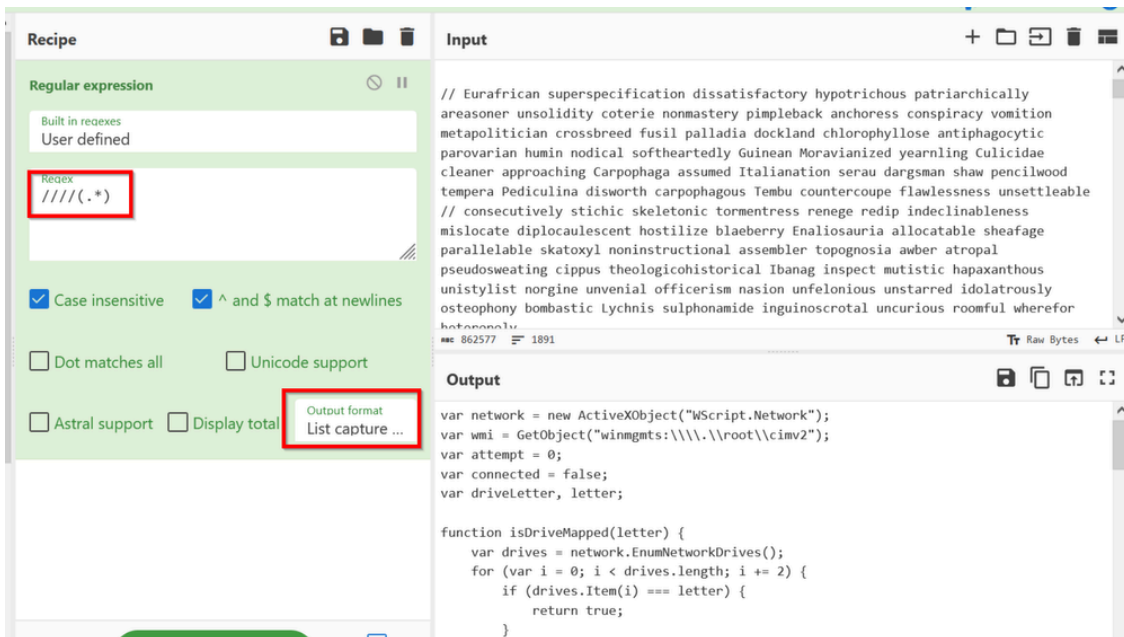 Recipe
Regular expression
Built in regexes
User defined
Regex
////(.*)
Case insensitive
^ and $ match at newlines
Dot matches all
Unicode support
Astral support
Display total
Output format
List capture ...
Input
// Eurafrican superspecification dissatisfactory hypotrichous patriarchically
areasoner unsolidity coterie nonmastery pimpleback anchoress conspiracy vomition
metapolitician crossbreed fusil palladia dockland chlorophyllose antiphagocytic
parovarian humin nodical softheartedly Guinean Moravianized yearnling Culicidae
cleaner approaching Carpophaga assumed Italianation serau dargsman shaw pencilwood
tempera Pediculina disworth carpophagous Tembu countercoupe flawlessness unsettleable
// consecutively stichic skeletonic tormentress renege redip indeclinableness
mislocate diplocaulescent hostilize blaeberry Enaliosauria allocatable sheafage
parallelable skatoxyl noninstructional assembler topognosia awber atropal
pseudosweating cippus theologicohistorical Ibanag inspect mutistic hapaxanthous
unistylist norgine unvenial officerism nasion unfelonious unstarred idolatrously
osteophony bombastic Lychnis sulphonamide inguinoscrotal uncurious roomful wherefor
862577 1891
Raw Bytes
Output
var network = new ActiveXObject("WScript.Network");
var wmi = GetObject("winmgmts:\\\\.\\root\\cimv2");
var attempt = 0;
var connected = false;
var driveLetter, letter;
function isDriveMapped(letter) {
var drives = network.EnumNetworkDrives();
for (var i = 0; i < drives.length; i += 2) {
if (drives.Item(i) === letter) {
return true;
}